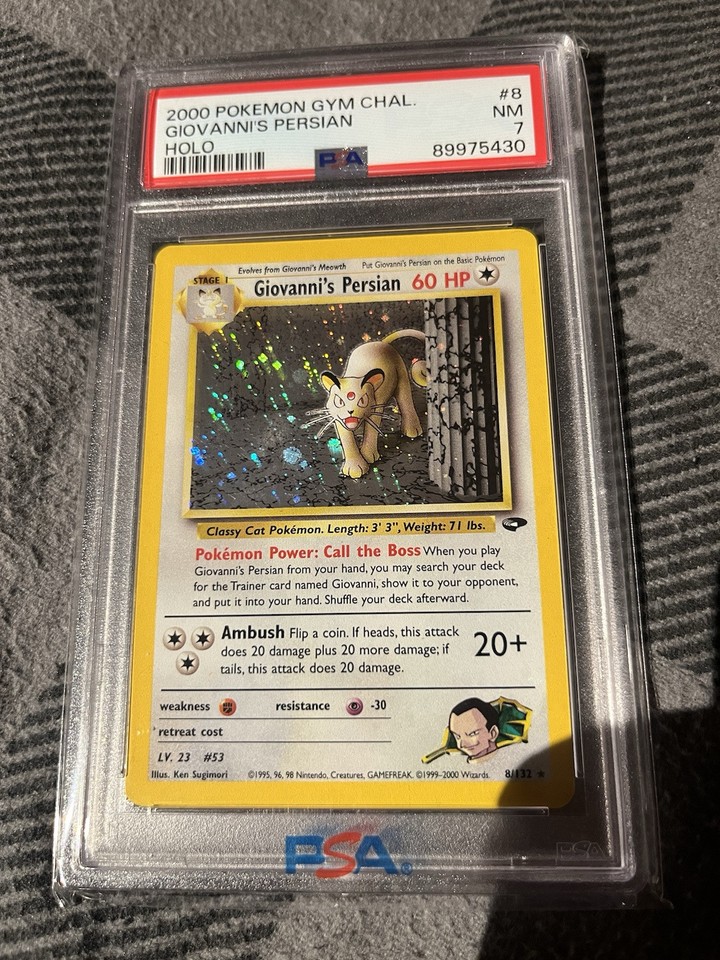 2000 POKEMON GYM CHAL. #8
GIOVANNI'S PERSIAN NM
HOLO 7
PSA 89975430
Evolves from Giovanni's Meowth Put Giovanni's Persian on the Basic Pokémon
STAGE 1
Giovanni's Persian 60 HP
Classy Cat Pokémon. Length: 3' 3", Weight: 71 lbs.
Pokémon Power: Call the Boss When you play
Giovanni's Persian from your hand, you may search your deck
for the Trainer card named Giovanni, show it to your opponent,
and put it into your hand. Shuffle your deck afterward.
Ambush Flip a coin. If heads, this attack
does 20 damage plus 20 more damage; if
tails, this attack does 20 damage.
20+
weakness resistance -30
retreat cost
LV. 23 #53
Illus. Ken Sugimori ©1995, 96, 98 Nintendo, Creatures, GAMEFREAK. ©1999-2000 Wizards. 8/132 ★
PSA®
PSA